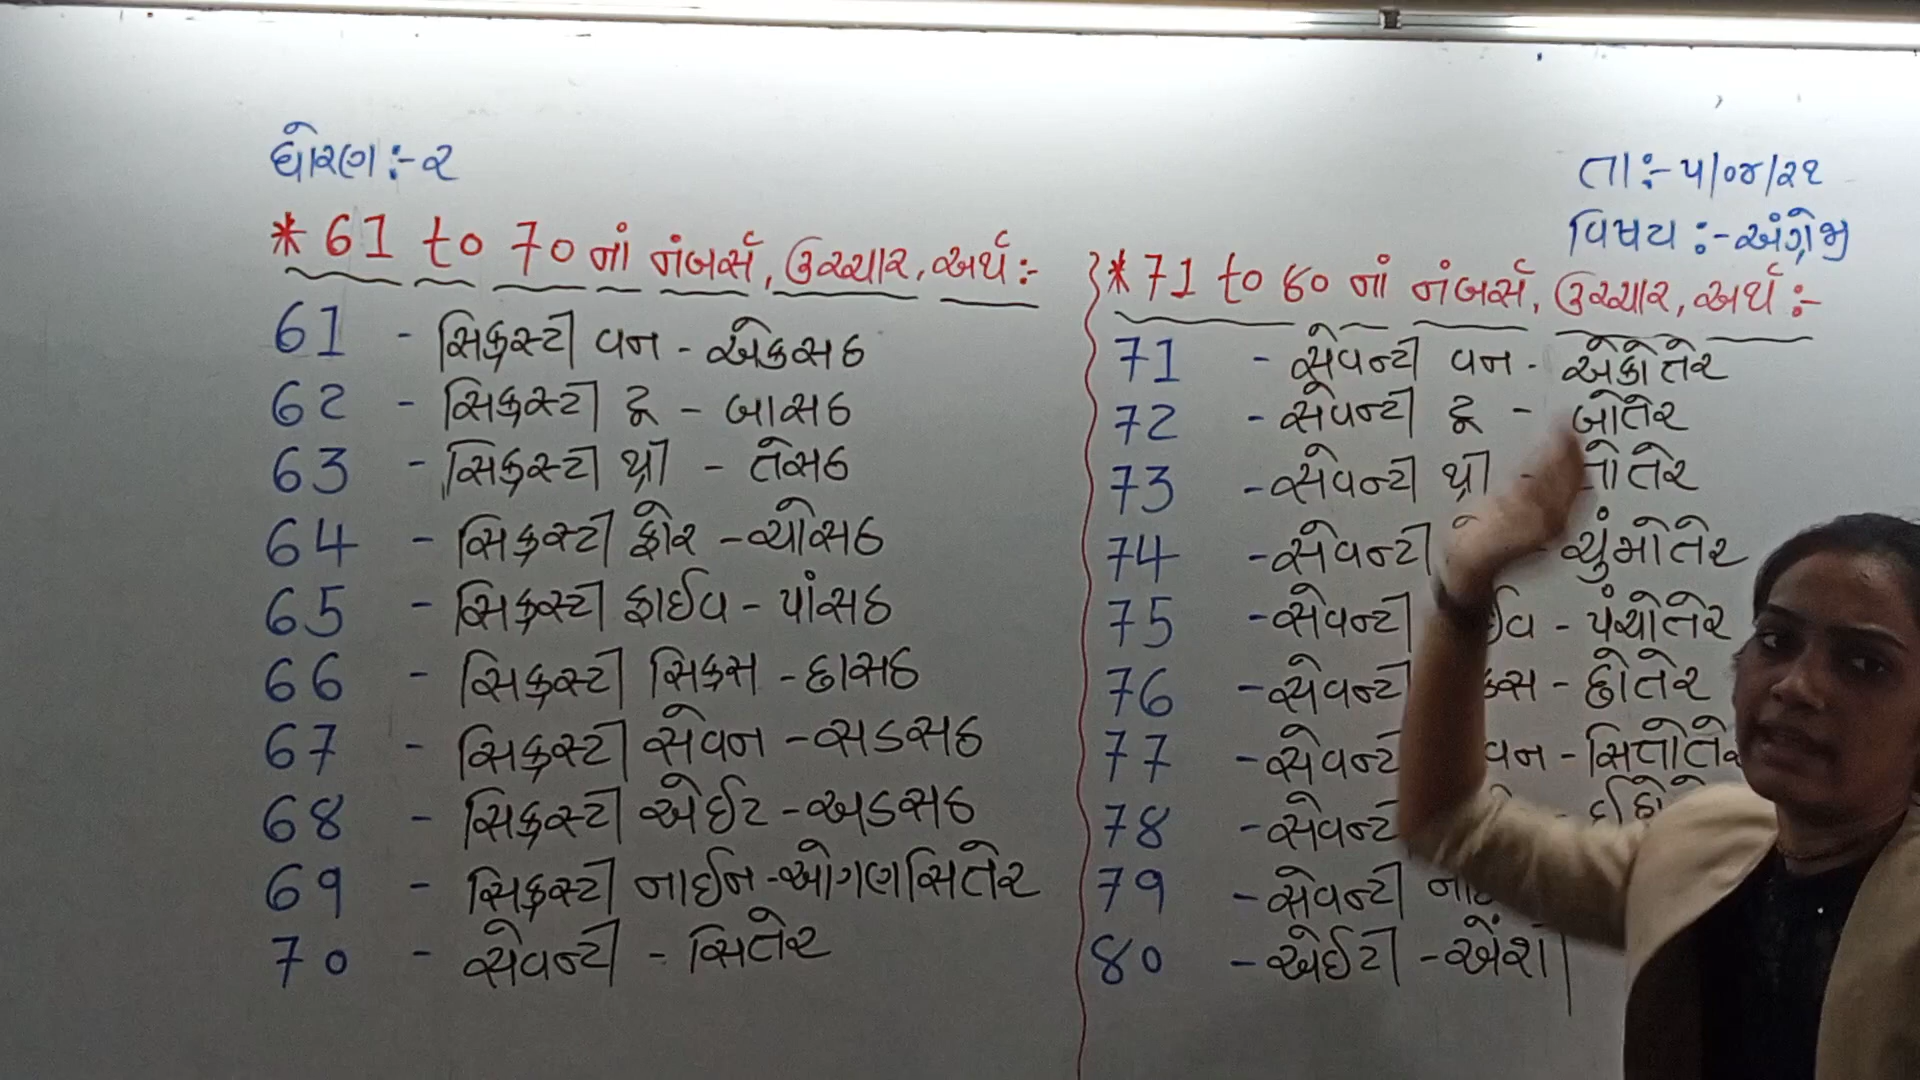 ધોરણ :- ૨
તા :- ૫/૦૪/૨૧
વિષય :- અંગ્રેજી
* 61 to 70 નાં નંબર્સ, ઉચ્ચાર, અર્થ :-
61 - સિક્સ્ટી વન - એકસઠ
62 - સિક્સ્ટી ટૂ - બાસઠ
63 - સિક્સ્ટી થ્રી - તેસઠ
64 - સિક્સ્ટી ફોર - ચોસઠ
65 - સિક્સ્ટી ફાઈવ - પાંસઠ
66 - સિક્સ્ટી સિક્સ - છાસઠ
67 - સિક્સ્ટી સેવન - સડસઠ
68 - સિક્સ્ટી એઈટ - અડસઠ
69 - સિક્સ્ટી નાઈન - ઓગણસિતેર
70 - સેવન્ટી - સિતેર
* 71 to 80 નાં નંબર્સ, ઉચ્ચાર, અર્થ :-
71 - સેવન્ટી વન - એકોતેર
72 - સેવન્ટી ટૂ - બોતેર
73 - સેવન્ટી થ્રી - તોતેર
74 - સેવન્ટી - ચુંમોતેર
75 - સેવન્ટી ઈવ - પંચોતેર
76 - સેવન્ટી ક્સ - છોતેર
77 - સેવન્ટી વન - સિતોતેર
78 - સેવન્ટી
79 - સેવન્ટી
80 - એઈટી - એંશી